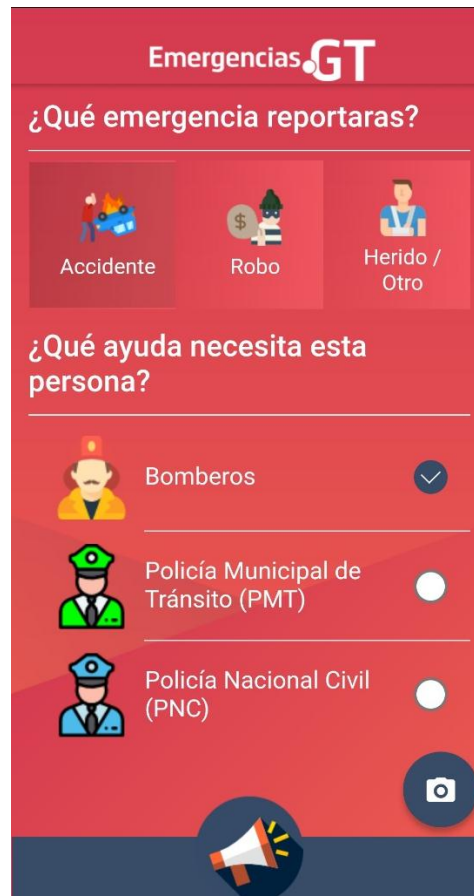 Emergencias.GT
¿Qué emergencia reportaras?
Accidente
Robo
Herido /
Otro
¿Qué ayuda necesita esta
persona?
Bomberos
Policía Municipal de
Tránsito (PMT)
Policía Nacional Civil
(PNC)